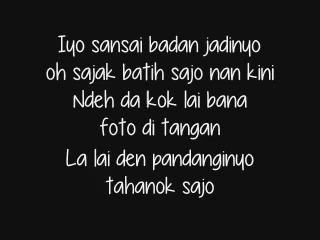 Iyo sansai badan jadinyo
oh sajak batih sajo nan kini
Ndeh da kok lai bana
foto di tangan
La lai den pandanginyo
tahanok sajo